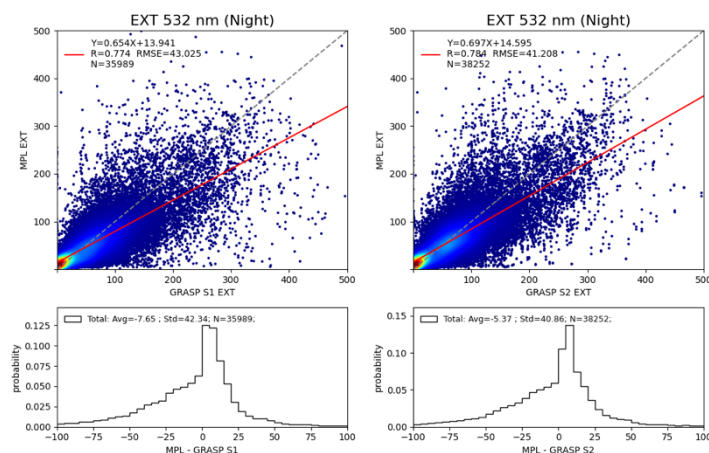 EXT 532 nm (Night)
500
400
300
200
100
MPL EXT
Y=0.654X+13.941
R=0.774 RMSE=43.025
N=35989
100
200
300
400
500
GRASP S1 EXT
EXT 532 nm (Night)
500
400
300
200
100
MPL EXT
Y=0.697X+14.595
R=0.784 RMSE=41.208
N=38252
100
200
300
400
500
GRASP S2 EXT
0.125
0.100
0.075
0.050
0.025
0.000
probability
Total: Avg=-7.65 ; Std=42.34; N=35989;
-100
-75
-50
-25
0
25
50
75
100
MPL - GRASP S1
0.15
0.10
0.05
0.00
probability
Total: Avg=-5.37 ; Std=40.86; N=38252;
-100
-75
-50
-25
0
25
50
75
100
MPL - GRASP S2